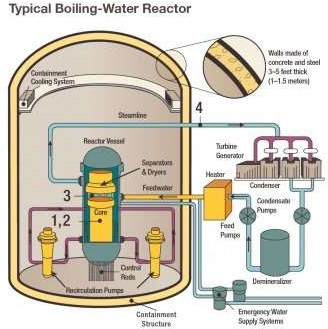 Typical Boiling-Water Reactor
Walls made of
concrete and steel
3–5 feet thick
(1–1.5 meters)
Containment
Cooling System
Steamline
4
Reactor Vessel
Turbine
Generator
Separators
& Dryers
Heater
Condenser
Feedwater
3
Condensate
Pumps
Core
1,2
Feed
Pumps
Control
Rods
Demineralizer
Recirculation Pumps
Containment
Structure
Emergency Water
Supply Systems